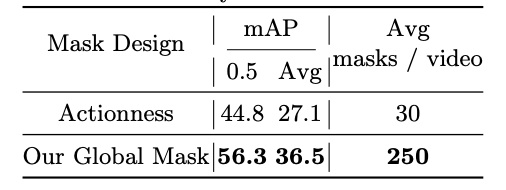 Mask Design mAP Avg
0.5 Avg masks / video
Actionness 44.8 27.1 30
Our Global Mask 56.3 36.5 250